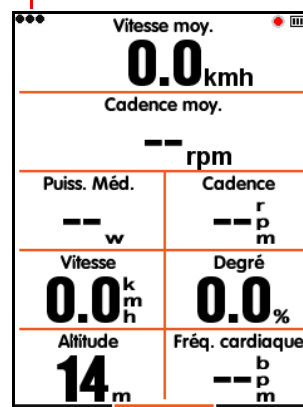 Vitesse moy.
0.0kmh
Cadence moy.
--rpm
Puiss. Méd.
--w
Cadence
--rpm
Vitesse
0.0kmh
Degré
0.0%
Altitude
14m
Fréq. cardiaque
--bpm